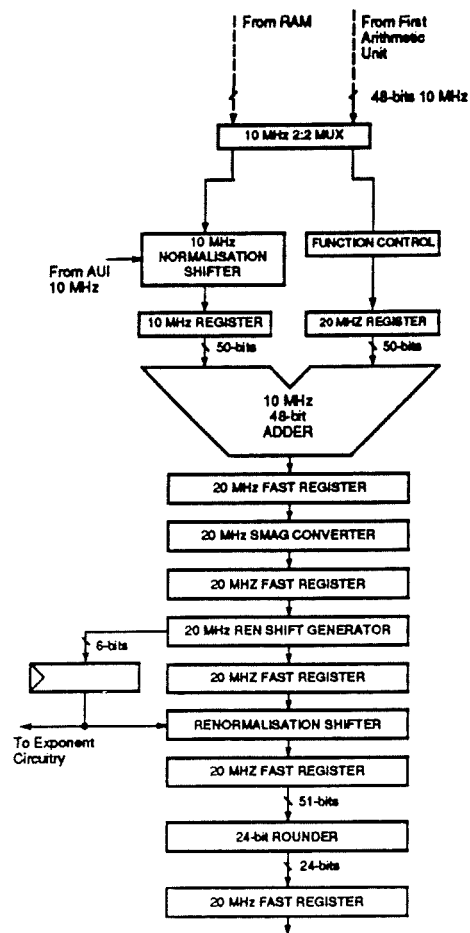 From RAM
From First
Arithmetic
Unit
48-bits 10 MHz
10 MHz 2:2 MUX
10 MHz
NORMALISATION
SHIFTER
FUNCTION CONTROL
From AUI
10 MHz
10 MHz REGISTER
20 MHZ REGISTER
50-bits
50-bits
10 MHz
48-bit
ADDER
20 MHz FAST REGISTER
20 MHz SMAG CONVERTER
20 MHZ FAST REGISTER
20 MHz REN SHIFT GENERATOR
6-bits
20 MHZ FAST REGISTER
RENORMALISATION SHIFTER
To Exponent
Circuitry
20 MHZ FAST REGISTER
51-bits
24-bit ROUNDER
24-bits
20 MHZ FAST REGISTER